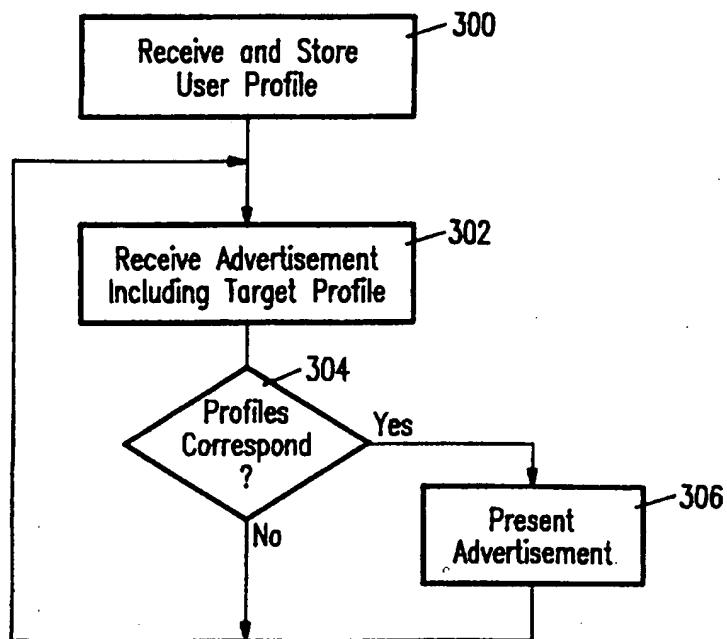 300
Receive and Store
User Profile
302
Receive Advertisement
Including Target Profile
304
Profiles
Correspond
?
Yes
No
306
Present
Advertisement